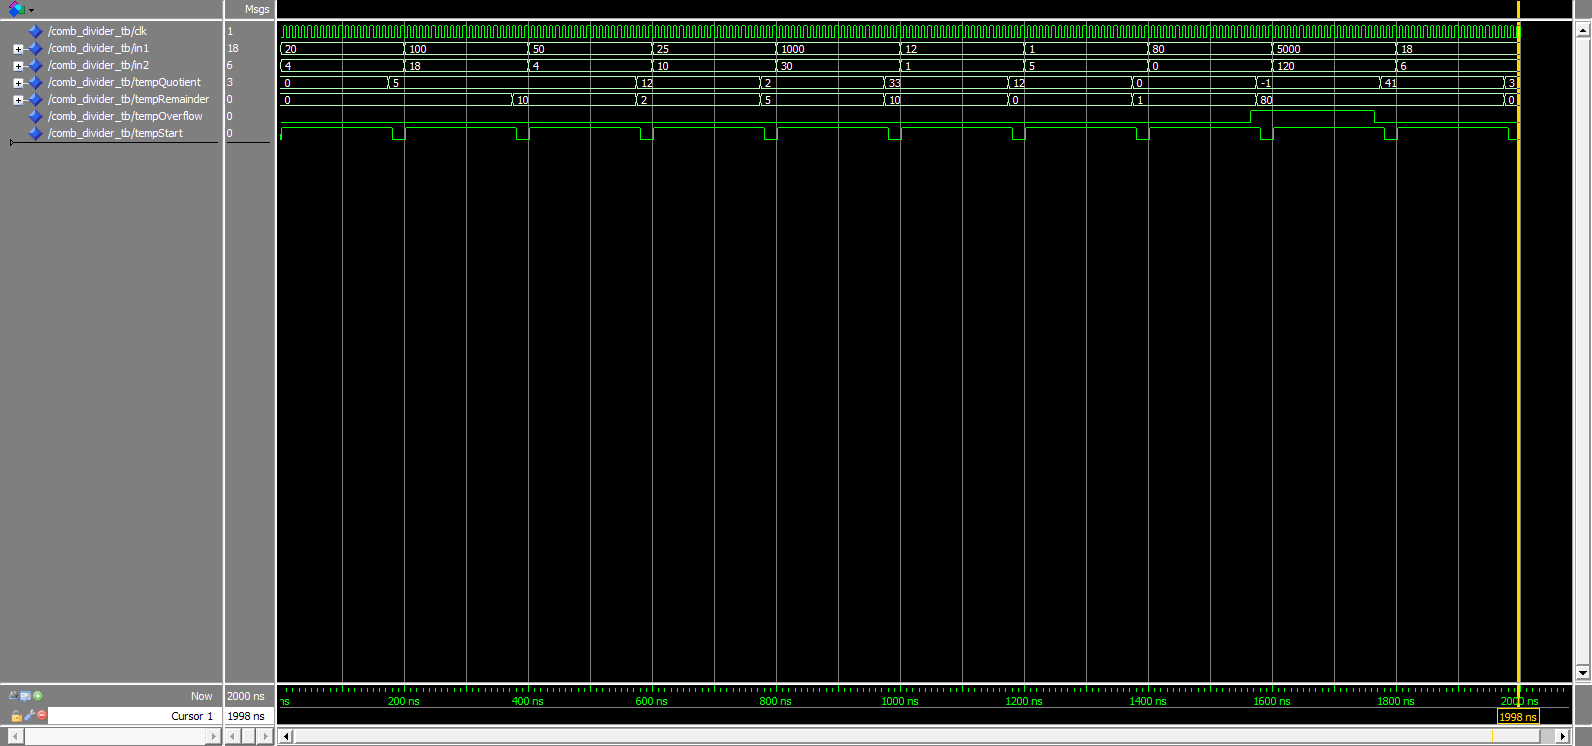 Msgs
/comb_divider_tb/clk 1
/comb_divider_tb/in1 18 20 100 50 25 1000 12 1 80 5000 18
/comb_divider_tb/in2 6 4 18 4 10 30 1 5 0 120 6
/comb_divider_tb/tempQuotient 3 0 5 12 2 33 12 0 -1 41 3
/comb_divider_tb/tempRemainder 0 0 10 2 5 10 0 1 80 0
/comb_divider_tb/tempOverflow 0
/comb_divider_tb/tempStart 0
Now 2000 ns ns 200 ns 400 ns 600 ns 800 ns 1000 ns 1200 ns 1400 ns 1600 ns 1800 ns 2000 ns
Cursor 1 1998 ns 1998 ns